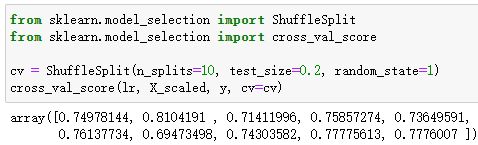 from sklearn.model_selection import ShuffleSplit
from sklearn.model_selection import cross_val_score
cv = ShuffleSplit(n_splits=10, test_size=0.2, random_state=1)
cross_val_score(lr, X_scaled, y, cv=cv)
array([0.74978144, 0.8104191 , 0.71411996, 0.75857274, 0.73649591,
0.76137734, 0.69473498, 0.74303582, 0.77775613, 0.7776007 ])